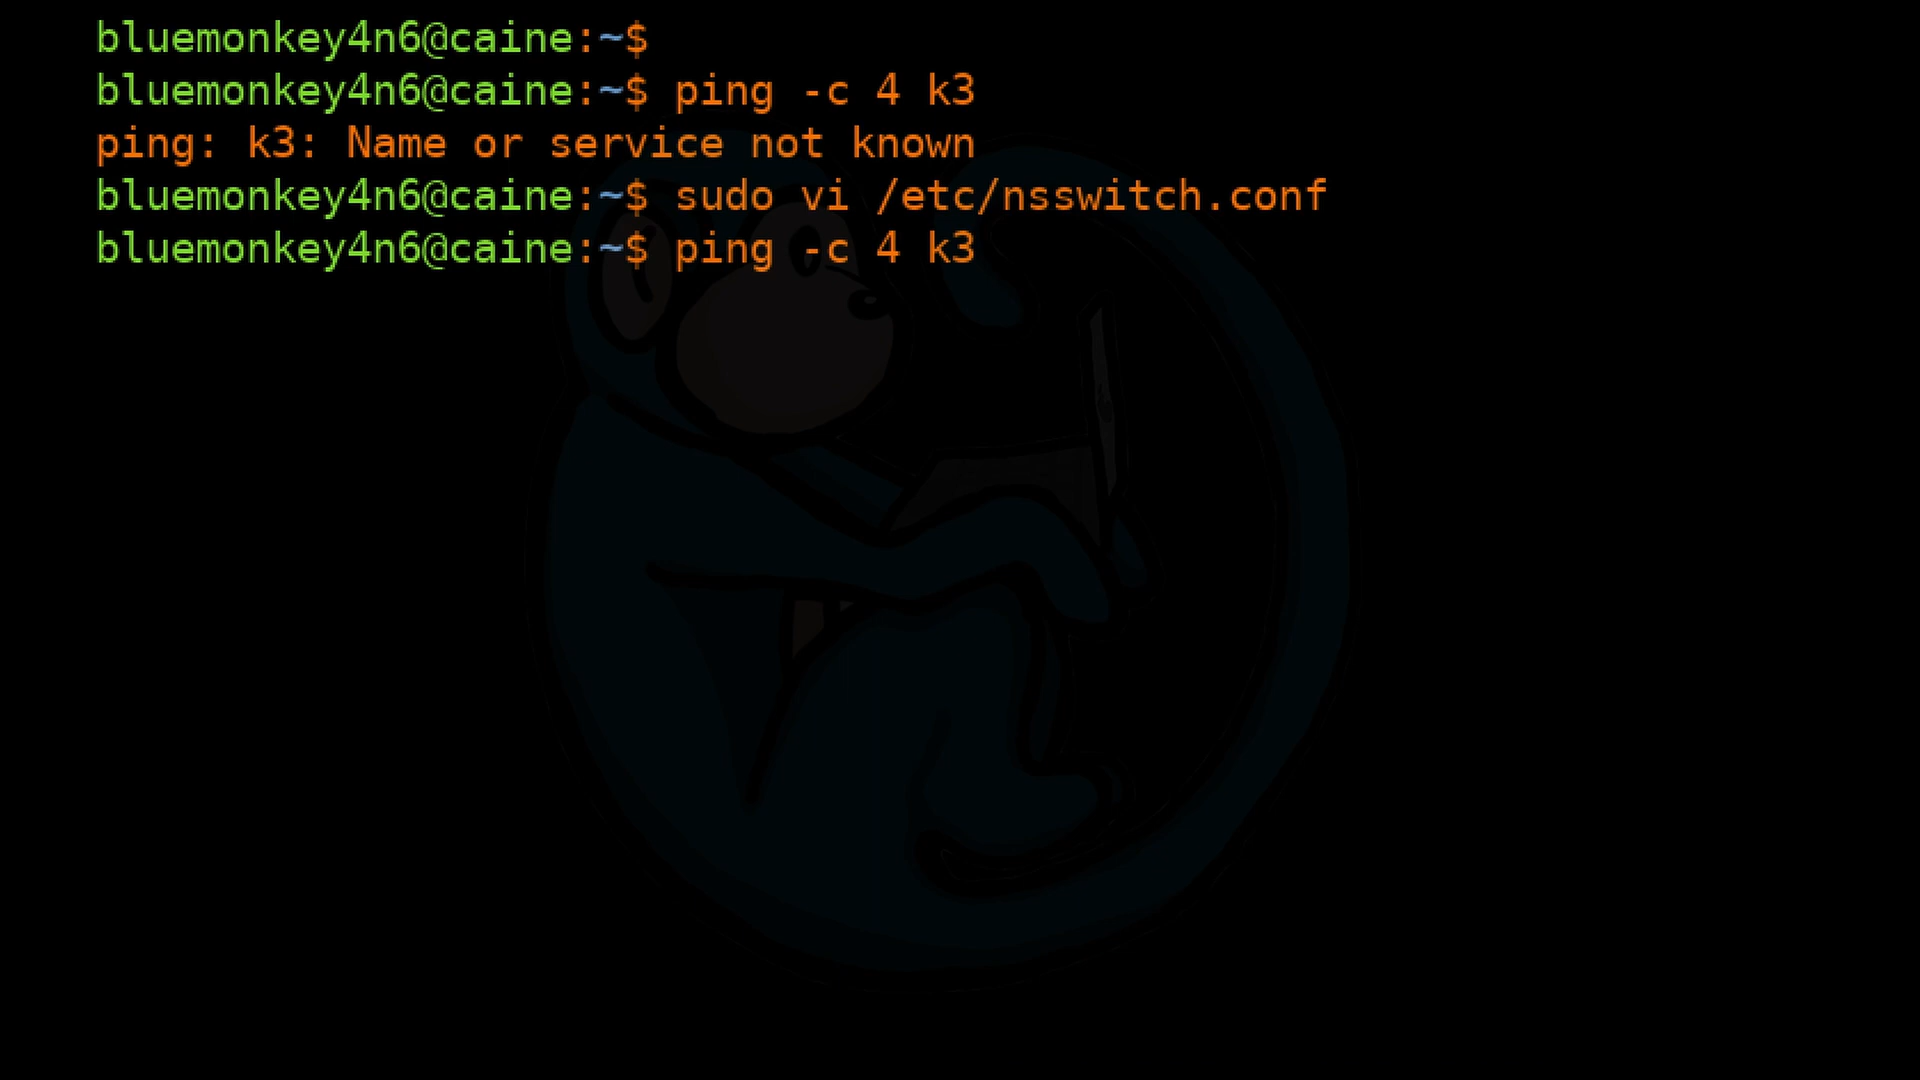 bluemonkey4n6@caine:~$
bluemonkey4n6@caine:~$ ping -c 4 k3
ping: k3: Name or service not known
bluemonkey4n6@caine:~$ sudo vi /etc/nsswitch.conf
bluemonkey4n6@caine:~$ ping -c 4 k3